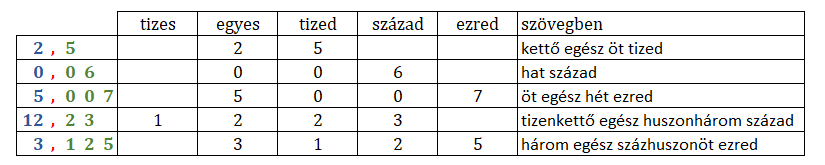 tizes egyes tized század ezred szövegben
2 , 5 2 5 kettő egész öt tized
0 , 0 6 0 0 6 hat század
5 , 0 0 7 5 0 0 7 öt egész hét ezred
12 , 2 3 1 2 2 3 tizenkettő egész huszonhárom század
3 , 1 2 5 3 1 2 5 három egész százhuszonöt ezred